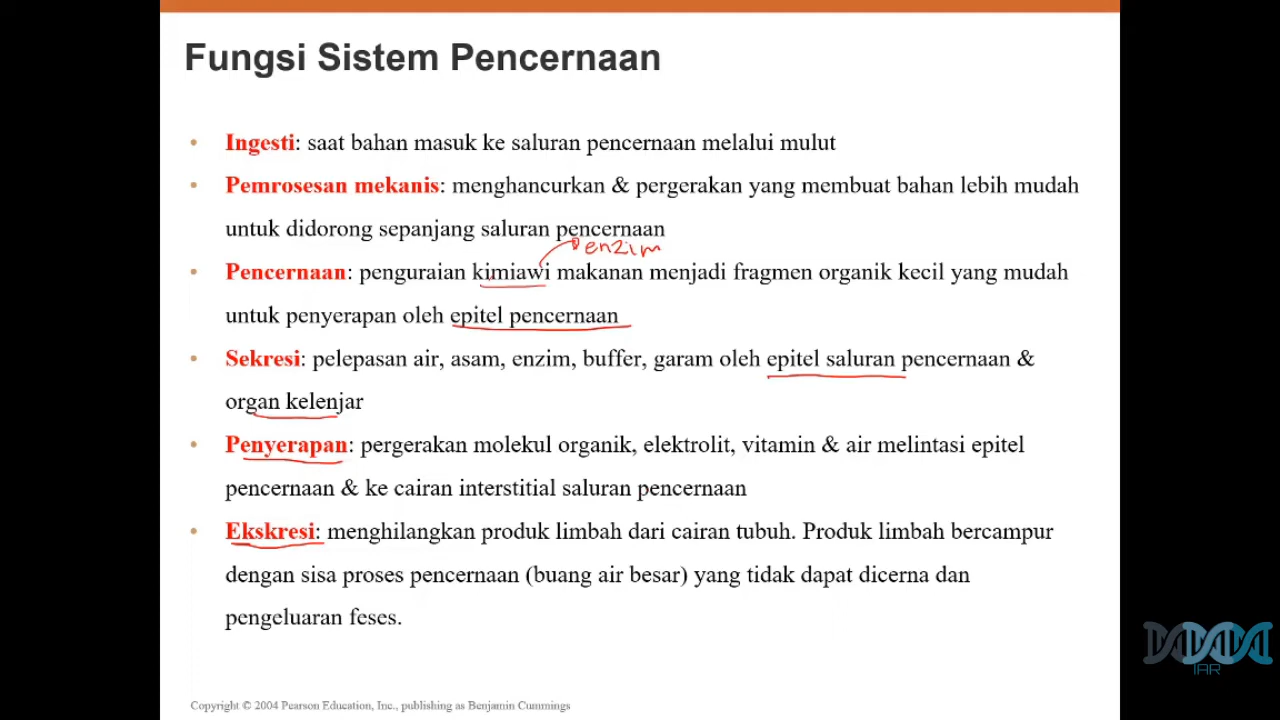 Fungsi Sistem Pencernaan
• Ingesti: saat bahan masuk ke saluran pencernaan melalui mulut
• Pemrosesan mekanis: menghancurkan & pergerakan yang membuat bahan lebih mudah
untuk didorong sepanjang saluran pencernaan
enzim
• Pencernaan: penguraian kimiawi makanan menjadi fragmen organik kecil yang mudah
untuk penyerapan oleh epitel pencernaan
• Sekresi: pelepasan air, asam, enzim, buffer, garam oleh epitel saluran pencernaan &
organ kelenjar
• Penyerapan: pergerakan molekul organik, elektrolit, vitamin & air melintasi epitel
pencernaan & ke cairan interstitial saluran pencernaan
• Ekskresi: menghilangkan produk limbah dari cairan tubuh. Produk limbah bercampur
dengan sisa proses pencernaan (buang air besar) yang tidak dapat dicerna dan
pengeluaran feses.
IAR
Copyright © 2004 Pearson Education, Inc., publishing as Benjamin Cummings